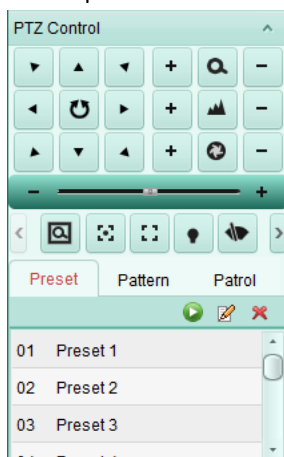 PTZ Control
Preset Pattern Patrol
01 Preset 1
02 Preset 2
03 Preset 3